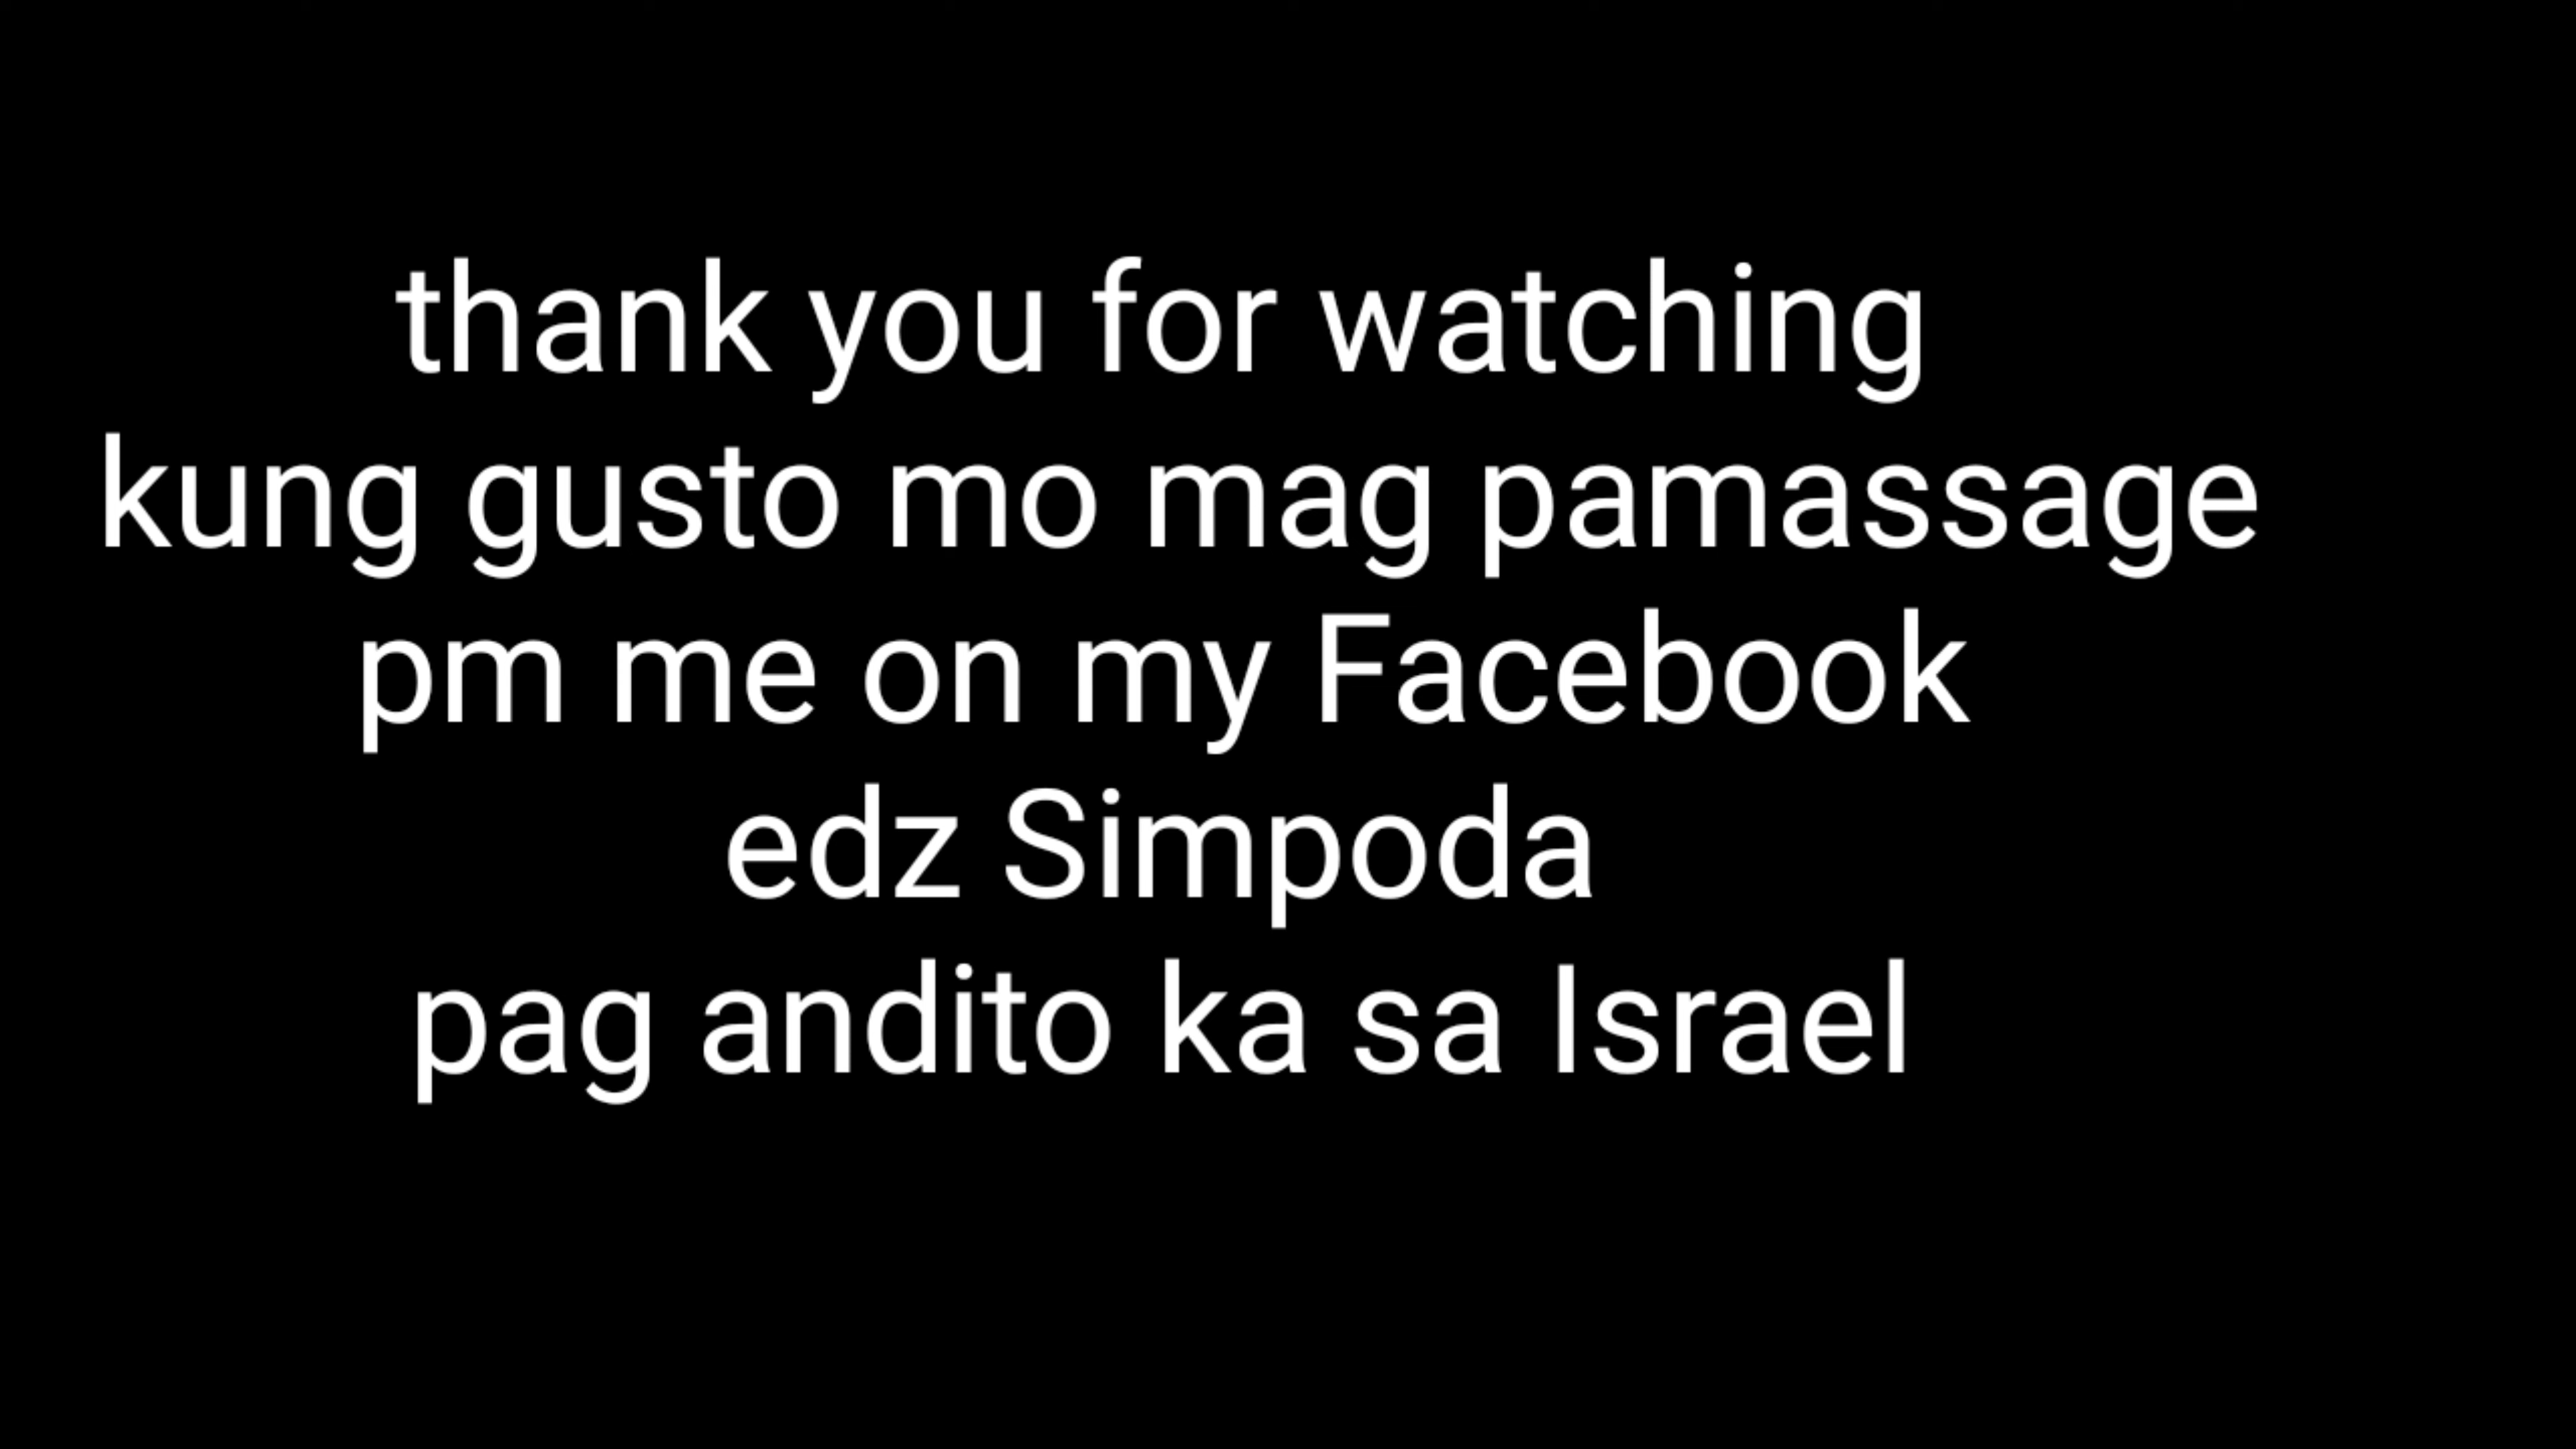 thank you for watching
kung gusto mo mag pamassage
pm me on my Facebook
edz Simpoda
pag andito ka sa Israel